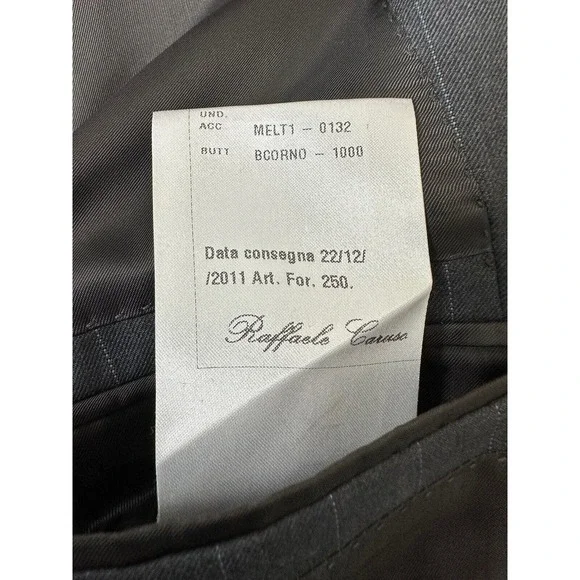 UND.
ACC. MELT1 - 0132
BUTT BCORNO - 1000
Data consegna 22/12/
/2011 Art. For. 250.
Raffaele Caruso